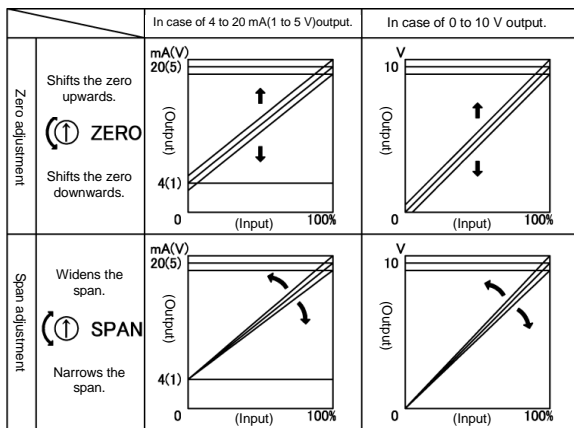 In case of 4 to 20 mA(1 to 5 V)output.
In case of 0 to 10 V output.
Zero adjustment
Shifts the zero
upwards.
ZERO
Shifts the zero
downwards.
mA(V)
20(5)
(Output)
4(1)
0
(Input)
100%
V
10
(Output)
0
(Input)
100%
Span adjustment
Widens the
span.
SPAN
Narrows the
span.
mA(V)
20(5)
(Output)
4(1)
0
(Input)
100%
V
10
(Output)
0
(Input)
100%